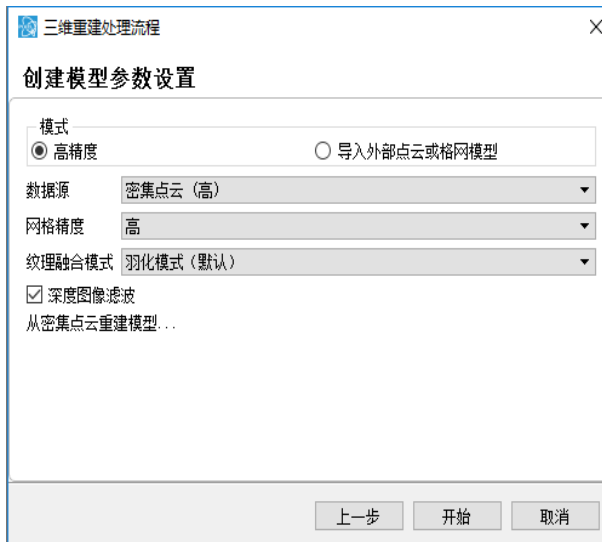 三维重建处理流程
创建模型参数设置
模式
高精度 导入外部点云或格网模型
数据源 密集点云（高）
网格精度 高
纹理融合模式 羽化模式（默认）
深度图像滤波
从密集点云重建模型...
上一步 开始 取消